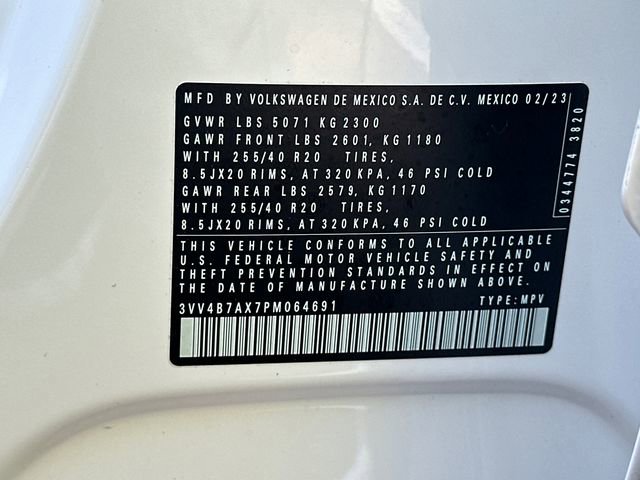 MFD BY VOLKSWAGEN DE MEXICO S.A. DE C.V. MEXICO 02/23
GVWR LBS 5071 KG 2300
GAWR FRONT LBS 2601, KG 1180
WITH 255/40 R20 TIRES,
8.5JX20 RIMS, AT 320 KPA, 46 PSI COLD
GAWR REAR LBS 2579, KG 1170
WITH 255/40 R20 TIRES,
8.5JX20 RIMS, AT 320 KPA, 46 PSI COLD
THIS VEHICLE CONFORMS TO ALL APPLICABLE
U.S. FEDERAL MOTOR VEHICLE SAFETY AND
THEFT PREVENTION STANDARDS IN EFFECT ON
THE DATE OF MANUFACTURE SHOWN ABOVE.
3VV4B7AX7PM064691 TYPE: MPV
0344774 3820